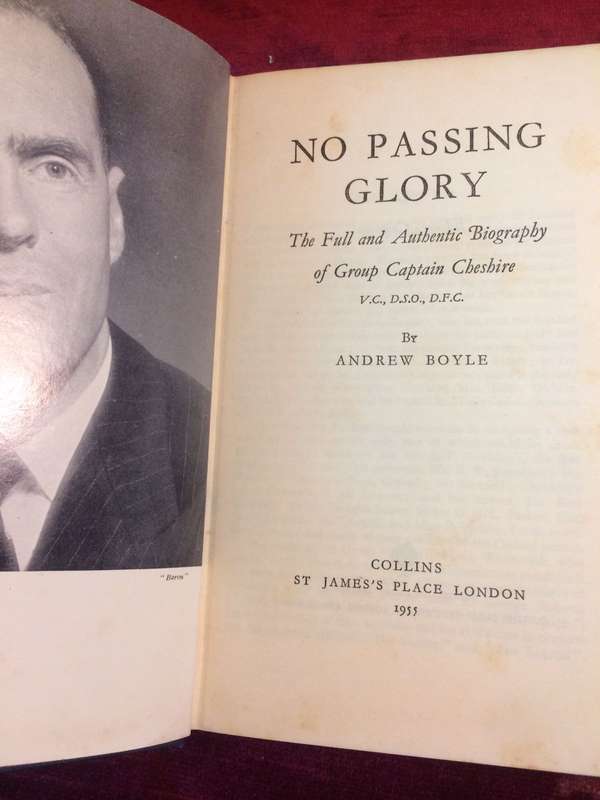 "Baron"
NO PASSING
GLORY
The Full and Authentic Biography
of Group Captain Cheshire
V.C., D.S.O., D.F.C.
By
ANDREW BOYLE
COLLINS
ST JAMES'S PLACE LONDON
1955